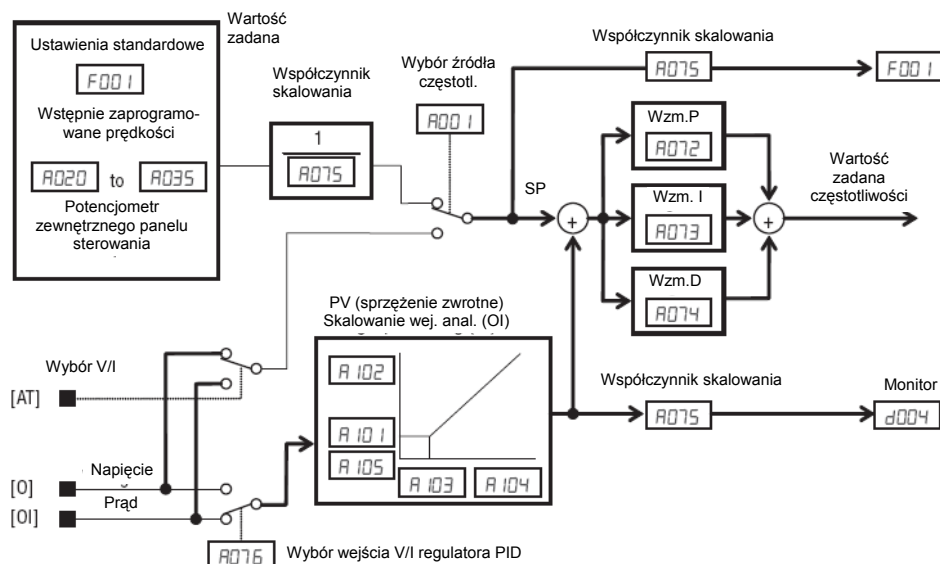 Wartość
zadana
Ustawienia standardowe
F001
Wstępnie zaprogramo-
wane prędkości
A020 to A035
Potencjometr
zewnętrznego panelu
sterowania
Współczynnik
skalowania
1
A075
Wybór źródła
częstotl.
A001
Współczynnik skalowania
A075
F001
SP
+
Wzm.P
A072
Wzm. I
A073
Wzm.D
A074
+
Wartość
zadana
częstotliwości
PV (sprzężenie zwrotne)
Skalowanie wej. anal. (OI)
A102
A101
A105
A103
A104
Współczynnik skalowania
A075
Monitor
d004
Wybór V/I
[AT]
Napięcie
[O]
Prąd
[OI]
A076
Wybór wejścia V/I regulatora PID